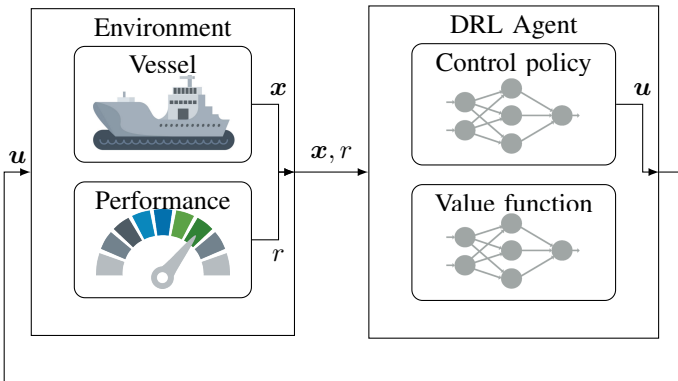 Environment
Vessel
x
u
Performance
r
x, r
DRL Agent
Control policy
u
Value function